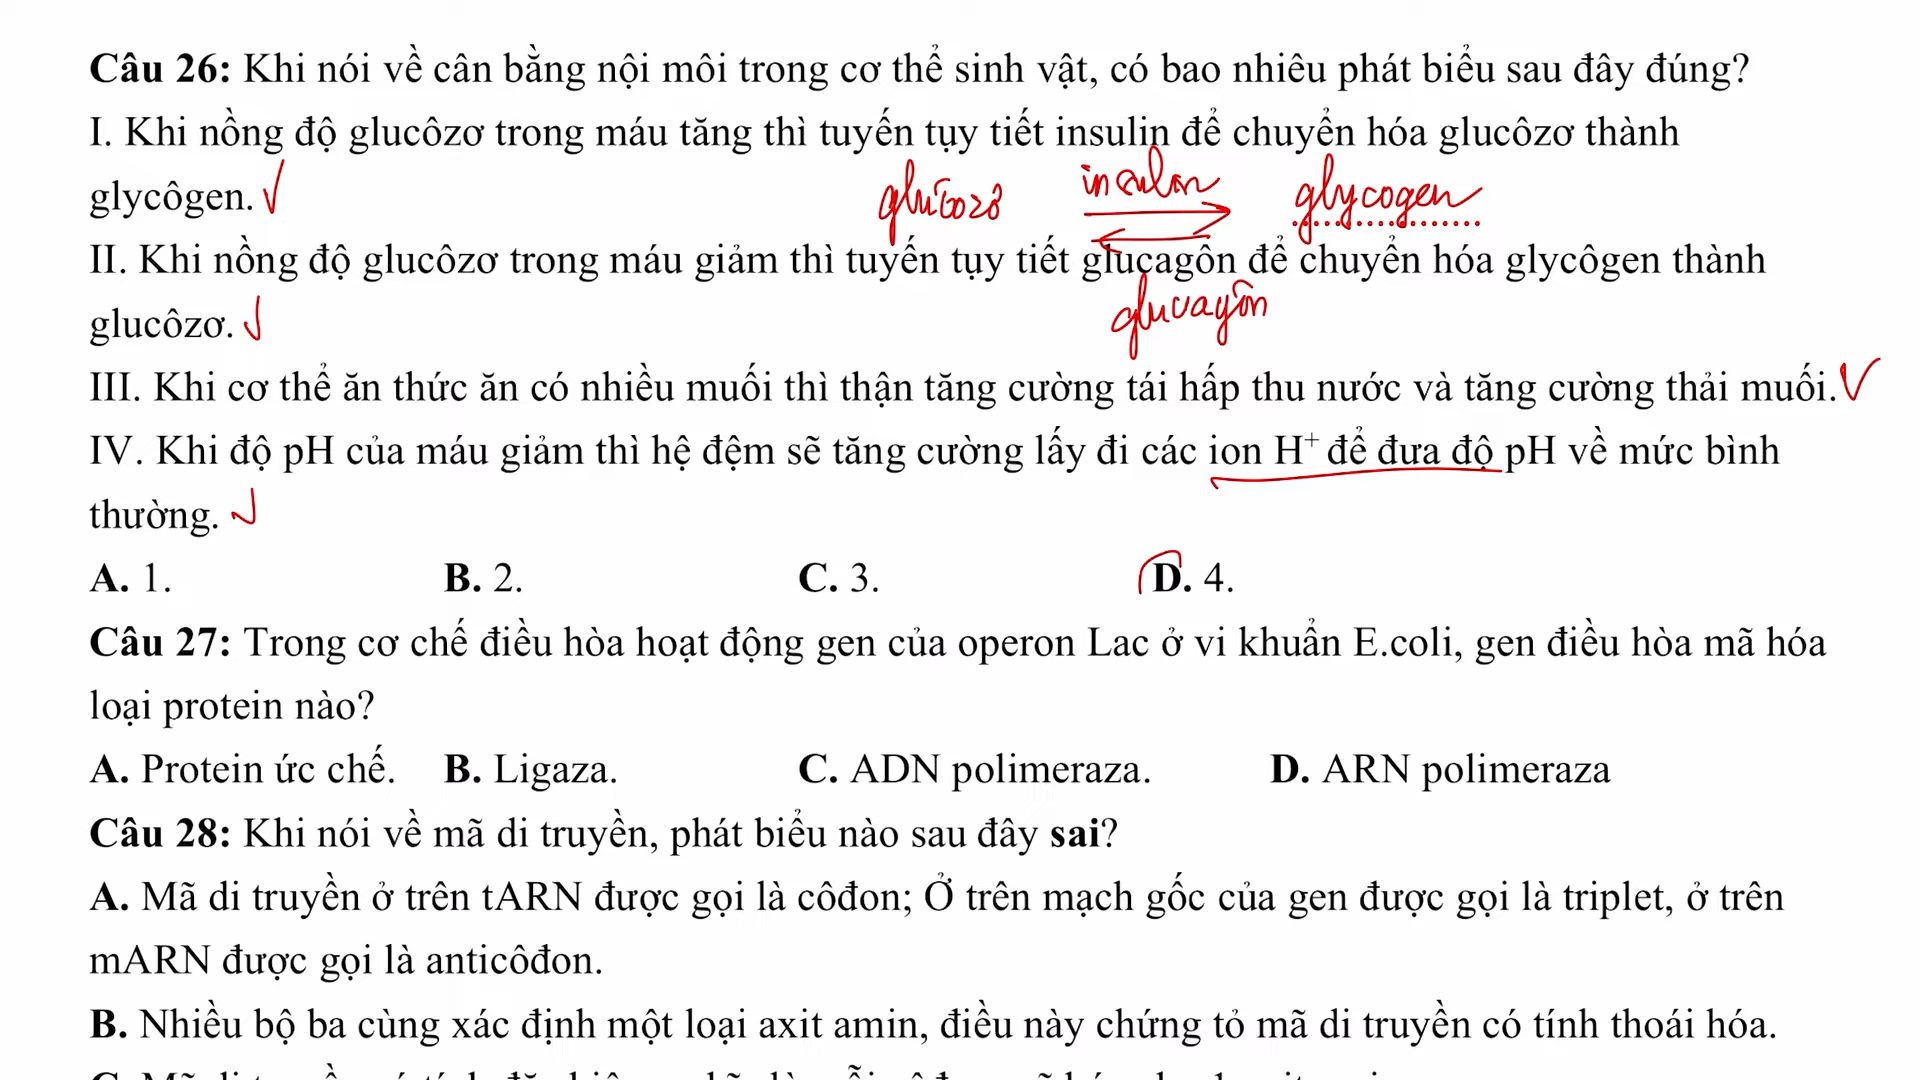 Câu 26: Khi nói về cân bằng nội môi trong cơ thể sinh vật, có bao nhiêu phát biểu sau đây đúng?
I. Khi nồng độ glucôzơ trong máu tăng thì tuyến tụy tiết insulin để chuyển hóa glucôzơ thành
glycôgen.
glucozơ insulin glycogen
II. Khi nồng độ glucôzơ trong máu giảm thì tuyến tụy tiết glucagôn để chuyển hóa glycôgen thành
glucôzơ.
glucagôn
III. Khi cơ thể ăn thức ăn có nhiều muối thì thận tăng cường tái hấp thu nước và tăng cường thải muối.
IV. Khi độ pH của máu giảm thì hệ đệm sẽ tăng cường lấy đi các ion H⁺ để đưa độ pH về mức bình
thường.
A. 1. B. 2. C. 3. D. 4.
Câu 27: Trong cơ chế điều hòa hoạt động gen của operon Lac ở vi khuẩn E.coli, gen điều hòa mã hóa
loại protein nào?
A. Protein ức chế. B. Ligaza. C. ADN polimeraza. D. ARN polimeraza
Câu 28: Khi nói về mã di truyền, phát biểu nào sau đây sai?
A. Mã di truyền ở trên tARN được gọi là côđon; Ở trên mạch gốc của gen được gọi là triplet, ở trên
mARN được gọi là anticôđon.
B. Nhiều bộ ba cùng xác định một loại axit amin, điều này chứng tỏ mã di truyền có tính thoái hóa.